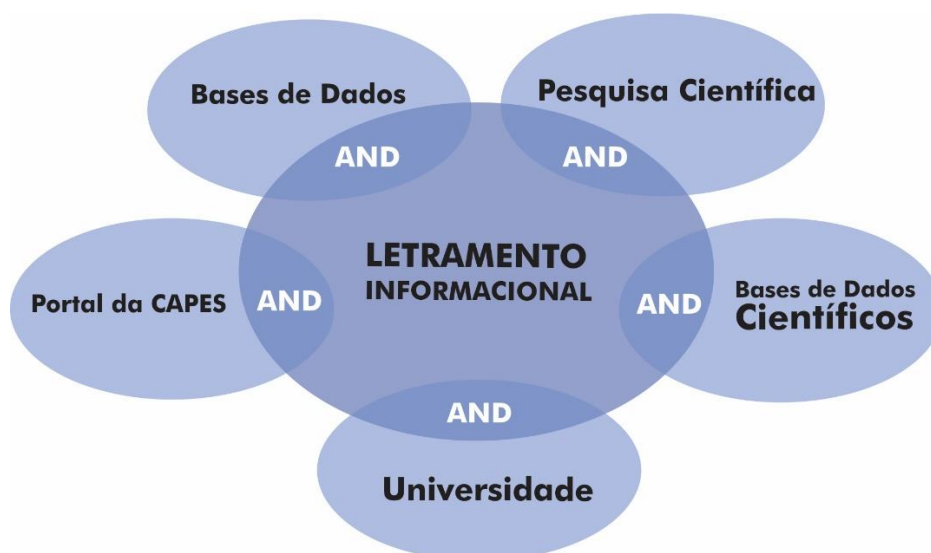 Bases de Dados
AND
Pesquisa Científica
AND
LETRAMENTO
INFORMACIONAL
Portal da CAPES
AND
AND
Bases de Dados
Científicos
AND
Universidade